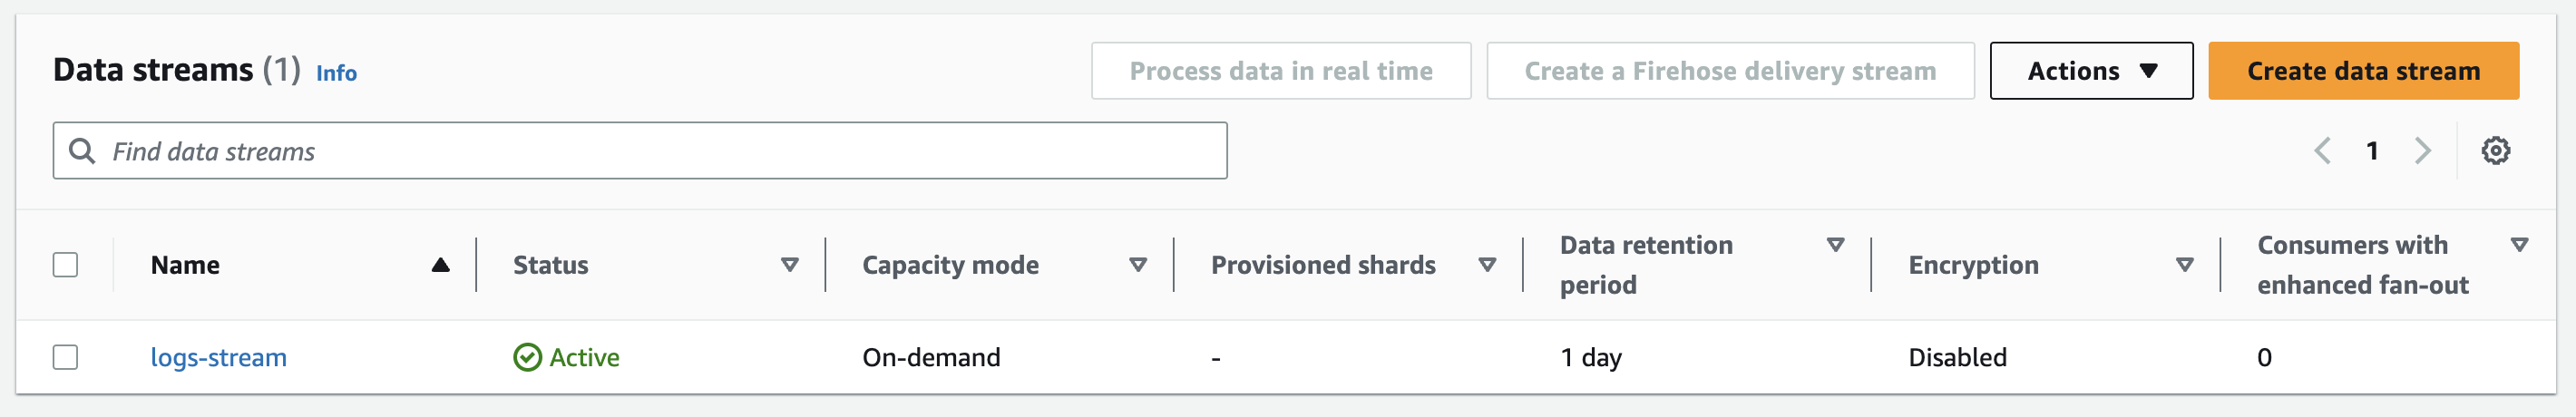 Data streams (1) Info
Process data in real time
Create a Firehose delivery stream
Actions
Create data stream
Find data streams
1
Name
Status
Capacity mode
Provisioned shards
Data retention
period
Encryption
Consumers with
enhanced fan-out
logs-stream
Active
On-demand
-
1 day
Disabled
0